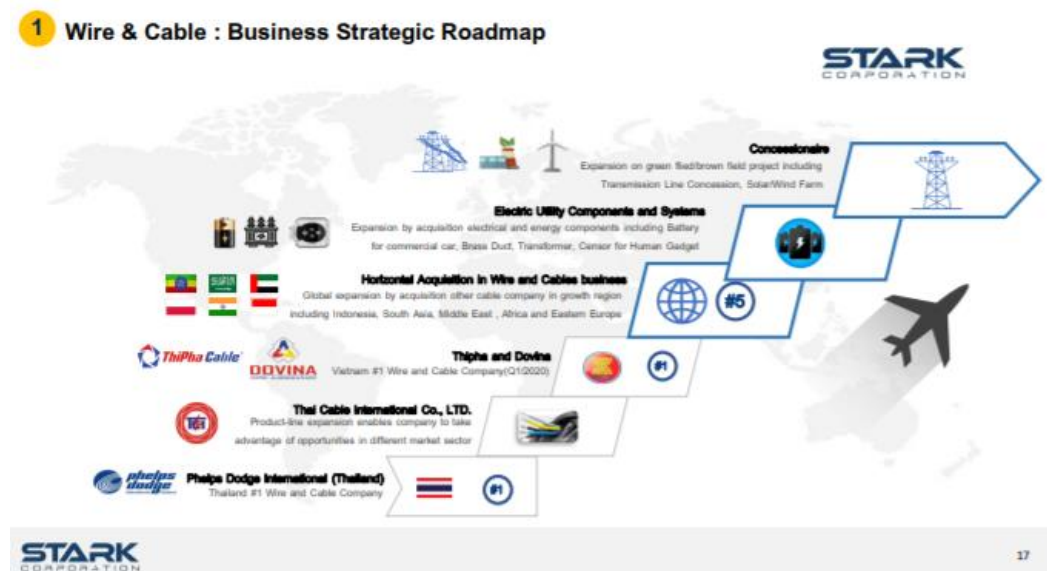 1 Wire & Cable : Business Strategic Roadmap
STARK
CORPORATION
Concessionaire
Expansion on green flied/brown field project including
Transmission Line Concession, Solar/Wind Farm
Electric Utility Components and Systems
Expansion by acquisition electrical and energy components including Battery
for commercial car, Brass Duct, Transformer, Censor for Human Gadget
Horizontal Acquisition in Wire and Cables business
Global expansion by acquisition other cable company in growth region
including Indonesia, South Asia, Middle East , Africa and Eastern Europe
#5
ThiPha Cable
DOVINA
Thipha and Dovina
Vietnam #1 Wire and Cable Company(Q1/2020)
#1
Thai Cable International Co., LTD.
Product-line expansion enables company to take
advantage of opportunities in different market sector
phelps
dodge
Phelps Dodge International (Thailand)
Thailand #1 Wire and Cable Company
#1
STARK
CORPORATION
17